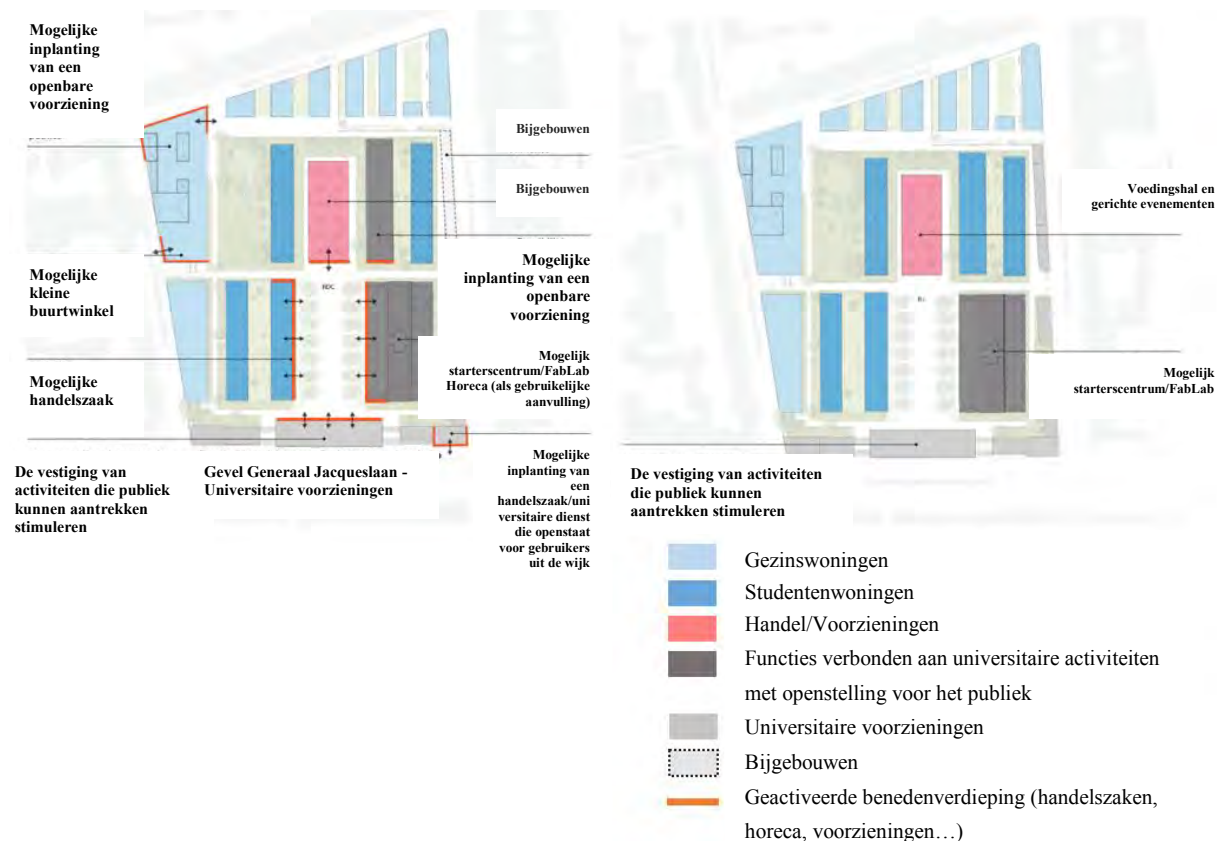 Mogelijke
inplanting
van een
openbare
voorziening
Bijgebouwen
Bijgebouwen
Mogelijke
inplanting van een
openbare
voorziening
Mogelijke
kleine
buurtwinkel
Mogelijke
handelszaak
Mogelijk
starterscentrum/FabLab
Horeca (als gebruikelijke
aanvulling)
De vestiging van
activiteiten die publiek
kunnen aantrekken
stimuleren
Gevel Generaal Jacqueslaan -
Universitaire voorzieningen
Mogelijke
inplanting van
een
handelszaak/uni
versitaire dienst
die openstaat
voor gebruikers
uit de wijk
RDC
Voedingshal en
gerichte evenementen
R+
Mogelijk
starterscentrum/FabLab
De vestiging van activiteiten
die publiek kunnen
aantrekken stimuleren
Gezinswoningen
Studentenwoningen
Handel/Voorzieningen
Functies verbonden aan universitaire activiteiten
met openstelling voor het publiek
Universitaire voorzieningen
Bijgebouwen
Geactiveerde benedenverdieping (handelszaken,
horeca, voorzieningen…)